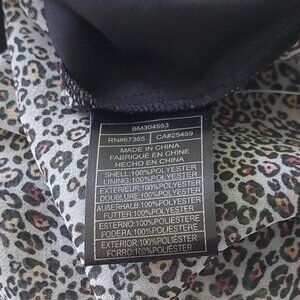 BM304553
RN#67365 CA#25459
MADE IN CHINA
FABRIQUÉ EN CHINE
HECHO EN CHINA
SHELL:100%POLYESTER
LINING:100%POLYESTER
EXTÉRIEUR:100%POLYESTER
DOUBLURE:100%POLYESTER
AUßERHALB:100%POLYESTER
FUTTER:100%POLYESTER
ESTERNO:100%POLIESTERE
FODERA:100%POLIESTERE
EXTERIOR:100%POLIÉSTER
FORRO:100%POLIÉSTER